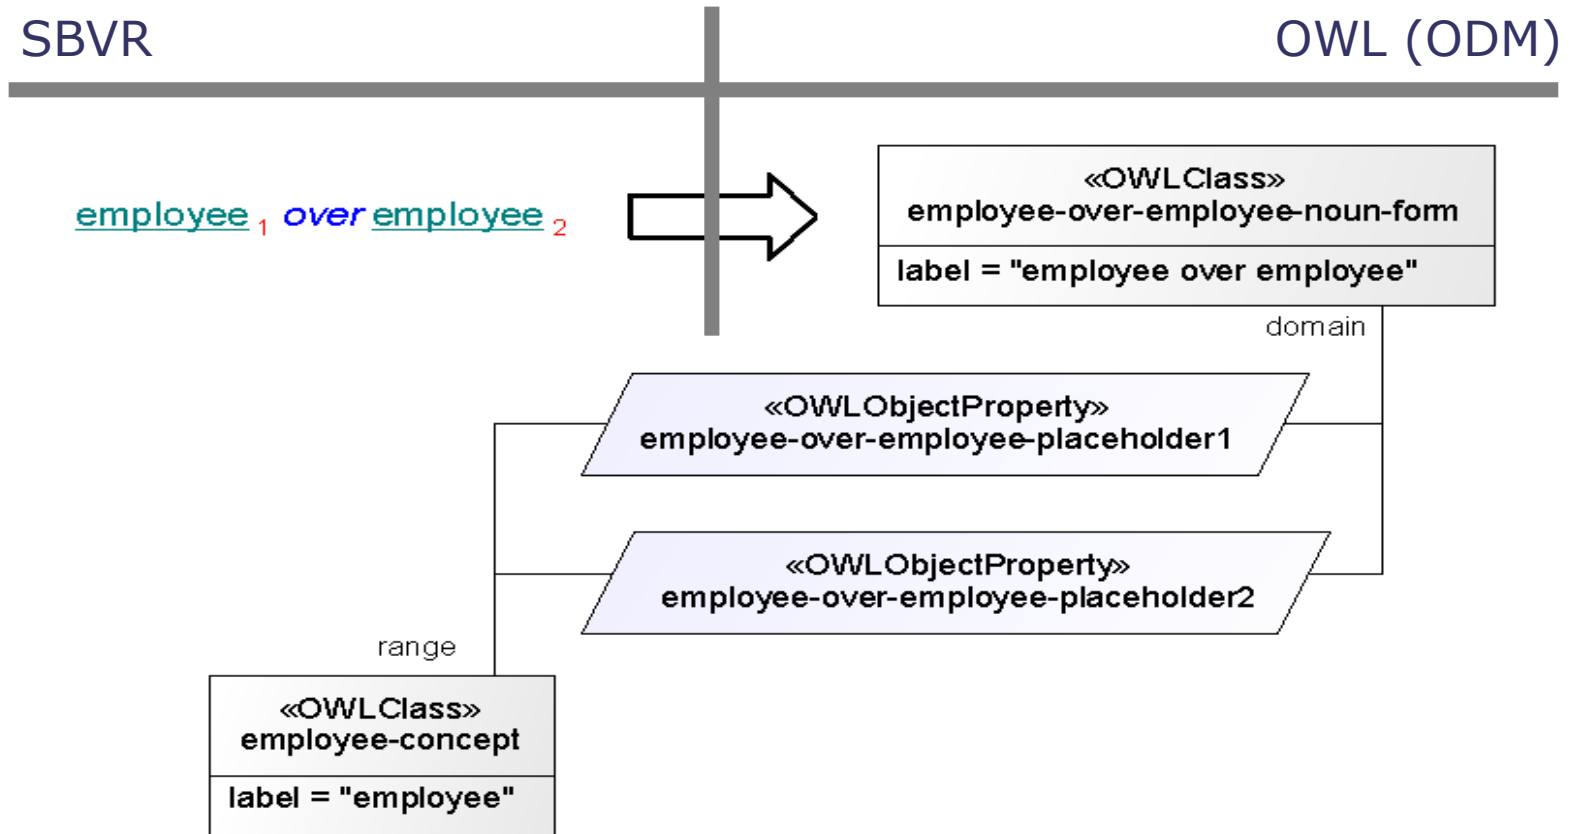 SBVR
OWL (ODM)
employee 1 over employee 2
«OWLClass»
employee-over-employee-noun-form
label = "employee over employee"
domain
«OWLObjectProperty»
employee-over-employee-placeholder1
«OWLObjectProperty»
employee-over-employee-placeholder2
range
«OWLClass»
employee-concept
label = "employee"